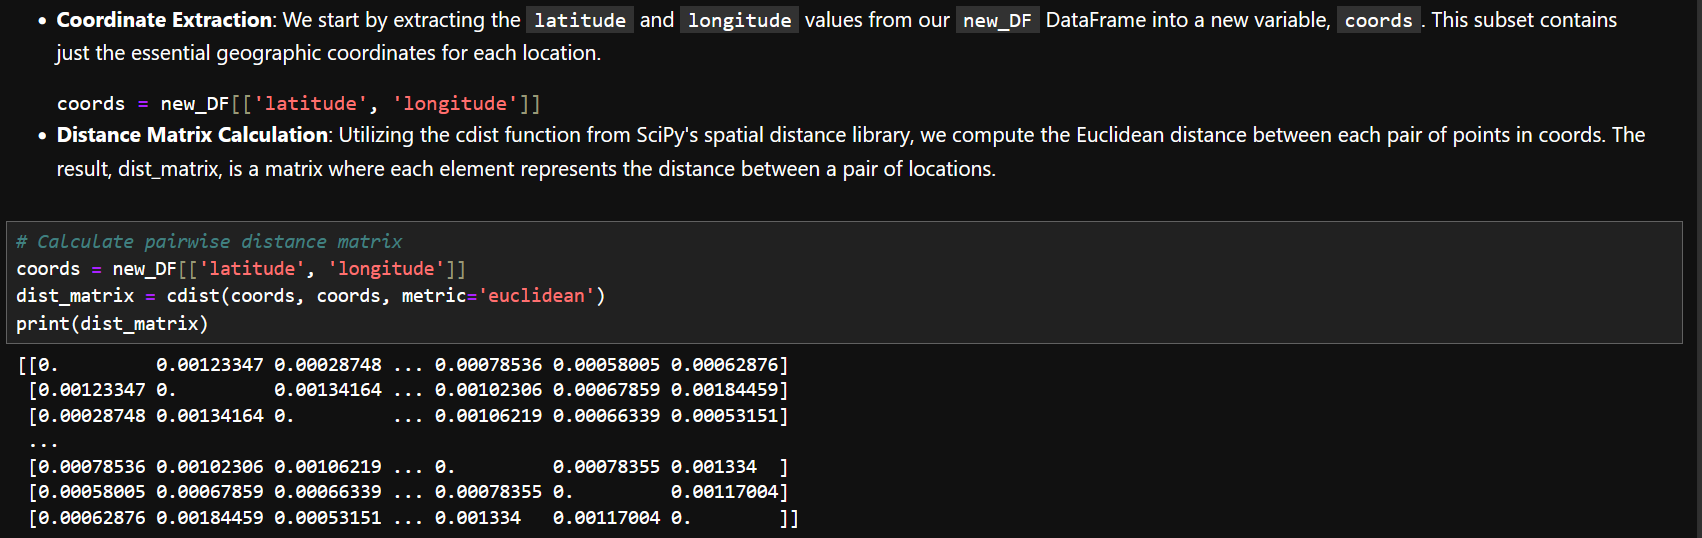 • Coordinate Extraction: We start by extracting the latitude and longitude values from our new_DF DataFrame into a new variable, coords. This subset contains
just the essential geographic coordinates for each location.
coords = new_DF[['latitude', 'longitude']]
• Distance Matrix Calculation: Utilizing the cdist function from SciPy's spatial distance library, we compute the Euclidean distance between each pair of points in coords. The
result, dist_matrix, is a matrix where each element represents the distance between a pair of locations.
# Calculate pairwise distance matrix
coords = new_DF[['latitude', 'longitude']]
dist_matrix = cdist(coords, coords, metric='euclidean')
print(dist_matrix)
[[0.         0.00123347 0.00028748 ... 0.00078536 0.00058005 0.00062876]
 [0.00123347 0.         0.00134164 ... 0.00102306 0.00067859 0.00184459]
 [0.00028748 0.00134164 0.         ... 0.00106219 0.00066339 0.00053151]
 ...
 [0.00078536 0.00102306 0.00106219 ... 0.         0.00078355 0.001334  ]
 [0.00058005 0.00067859 0.00066339 ... 0.00078355 0.         0.00117004]
 [0.00062876 0.00184459 0.00053151 ... 0.001334   0.00117004 0.        ]]